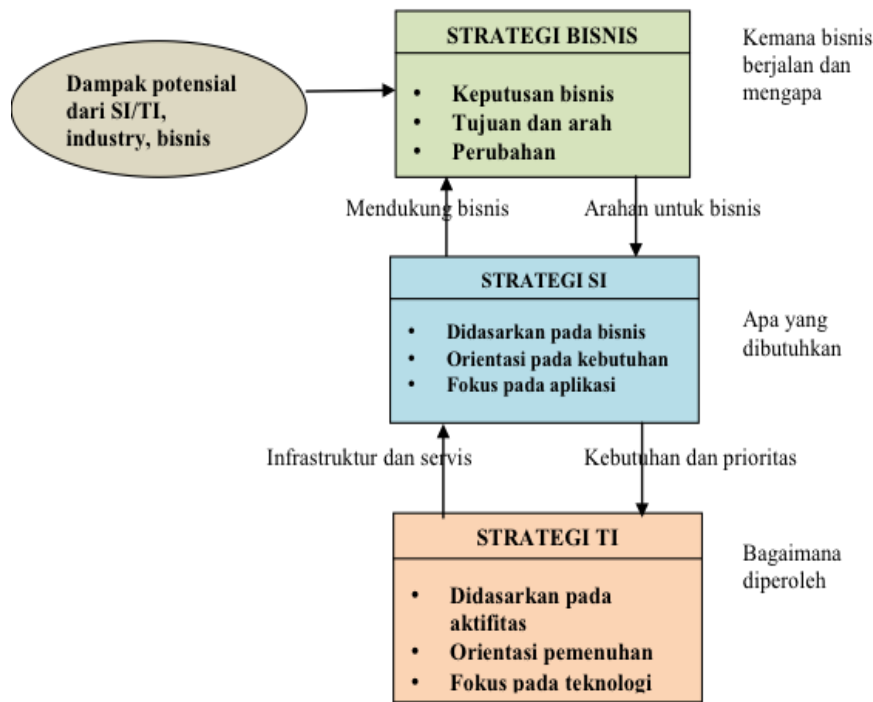 Dampak potensial
dari SI/TI,
industry, bisnis
STRATEGI BISNIS
• Keputusan bisnis
• Tujuan dan arah
• Perubahan
Kemana bisnis
berjalan dan
mengapa
Mendukung bisnis
Arahan untuk bisnis
STRATEGI SI
• Didasarkan pada bisnis
• Orientasi pada kebutuhan
• Fokus pada aplikasi
Apa yang
dibutuhkan
Infrastruktur dan servis
Kebutuhan dan prioritas
STRATEGI TI
• Didasarkan pada
aktifitas
• Orientasi pemenuhan
• Fokus pada teknologi
Bagaimana
diperoleh